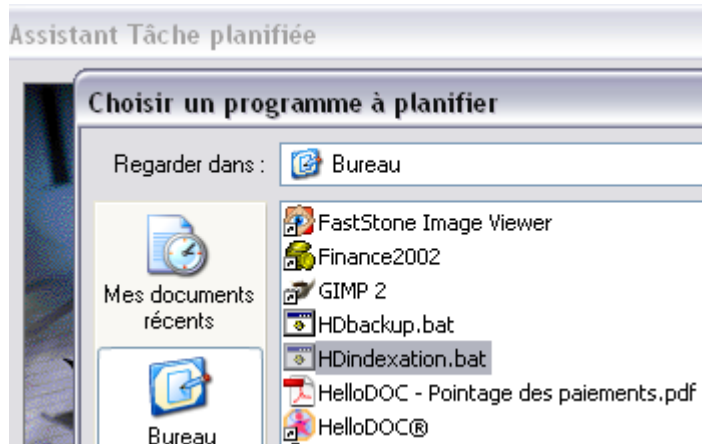 Assistant Tâche planifiée
Choisir un programme à planifier
Regarder dans :
Bureau
FastStone Image Viewer
Finance2002
GIMP 2
HDbackup.bat
HDindexation.bat
HelloDOC - Pointage des paiements.pdf
HelloDOC®
Mes documents
récents
Bureau